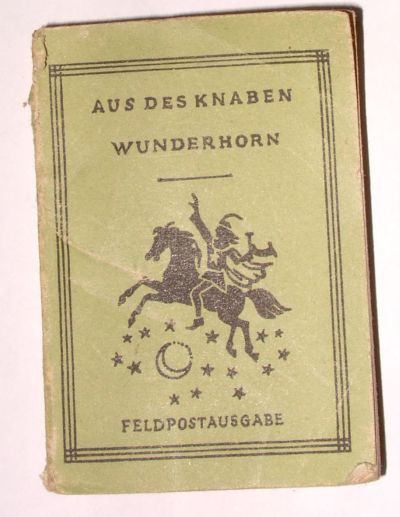 AUS DES KNABEN
WUNDERHORN
FELDPOSTAUSGABE